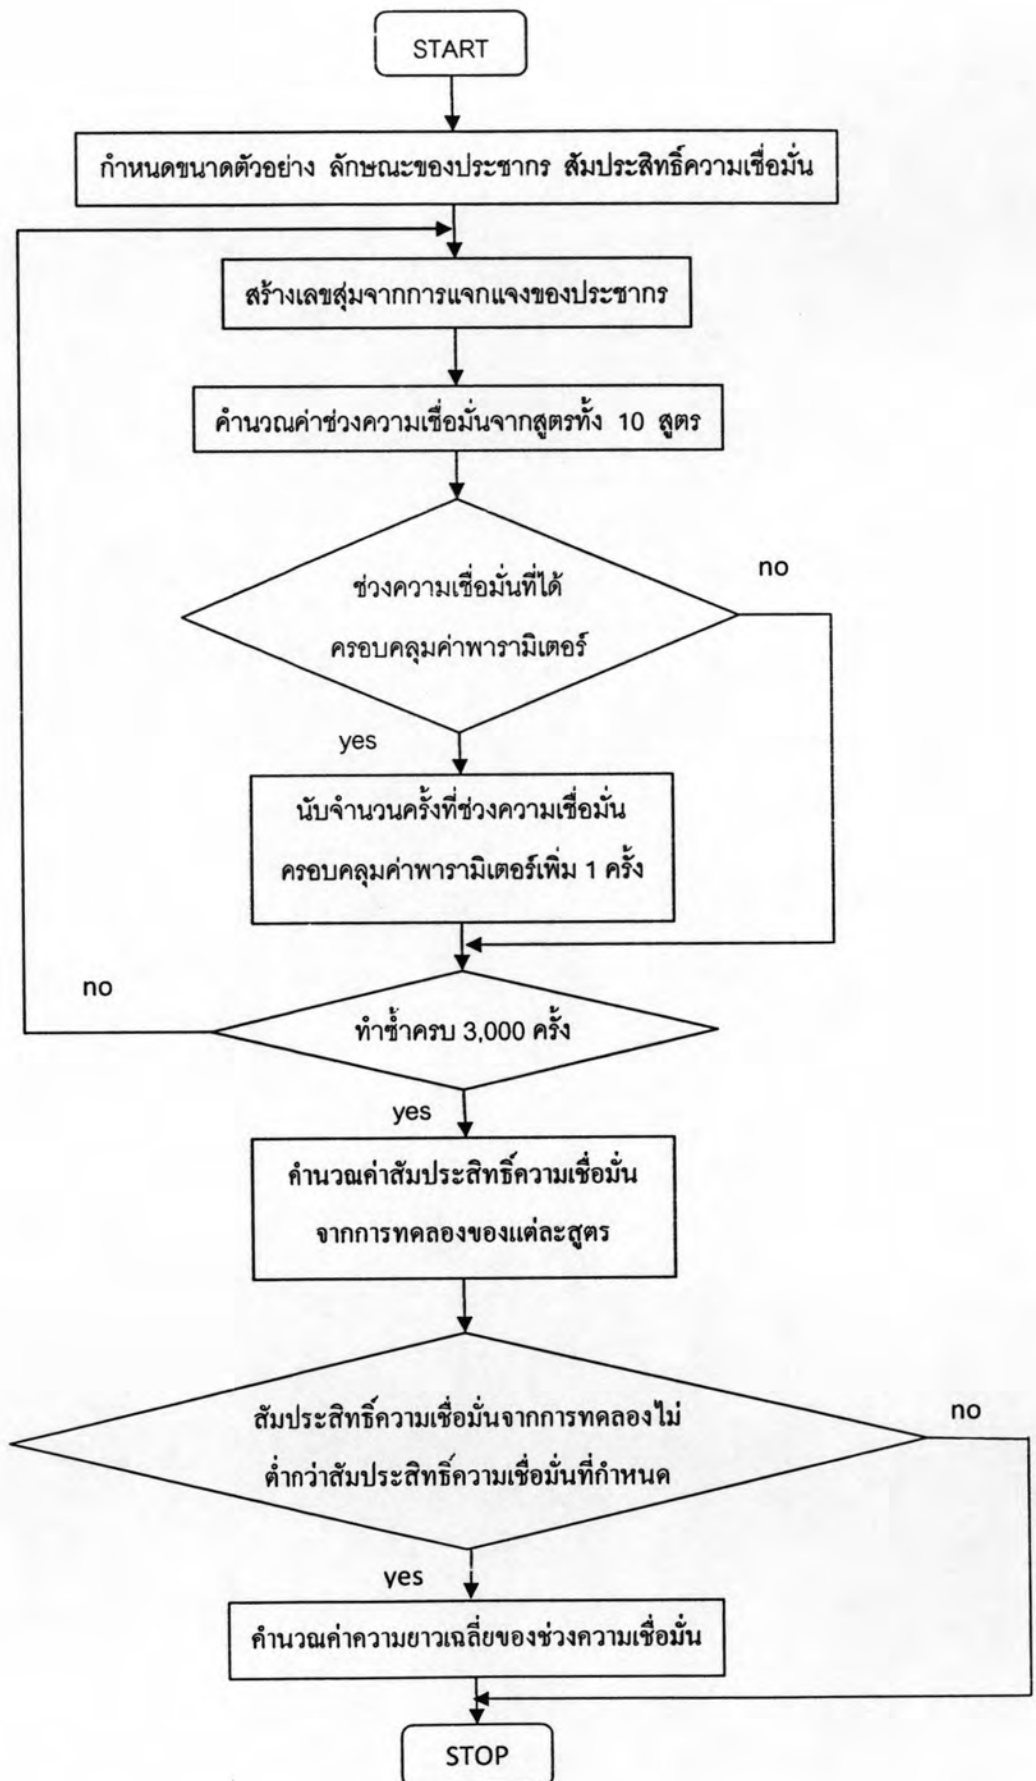 START
กำหนดขนาดตัวอย่าง ลักษณะของประชากร สัมประสิทธิ์ความเชื่อมั่น
สร้างเลขสุ่มจากการแจกแจงของประชากร
คำนวณค่าช่วงความเชื่อมั่นจากสูตรทั้ง 10 สูตร
ช่วงความเชื่อมั่นที่ได้
ครอบคลุมค่าพารามิเตอร์
no
yes
นับจำนวนครั้งที่ช่วงความเชื่อมั่น
ครอบคลุมค่าพารามิเตอร์เพิ่ม 1 ครั้ง
no
ทำซ้ำครบ 3,000 ครั้ง
yes
คำนวณค่าสัมประสิทธิ์ความเชื่อมั่น
จากการทดลองของแต่ละสูตร
สัมประสิทธิ์ความเชื่อมั่นจากการทดลองไม่
ต่ำกว่าสัมประสิทธิ์ความเชื่อมั่นที่กำหนด
no
yes
คำนวณค่าความยาวเฉลี่ยของช่วงความเชื่อมั่น
STOP